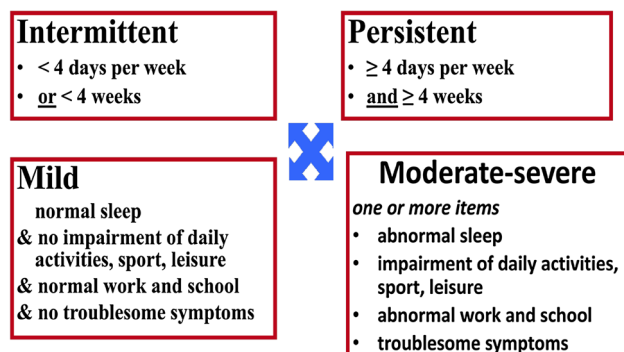 Intermittent
• < 4 days per week
• or < 4 weeks
Persistent
• ≥ 4 days per week
• and ≥ 4 weeks
Mild
normal sleep
& no impairment of daily
activities, sport, leisure
& normal work and school
& no troublesome symptoms
Moderate-severe
one or more items
• abnormal sleep
• impairment of daily activities,
sport, leisure
• abnormal work and school
• troublesome symptoms